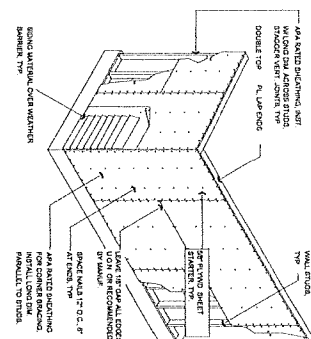 APA RATED SHEATHING, INST.
W/ LONG DIM ACROSS STUDS,
STAGGER VERT. JOINTS, TYP
DOUBLE TOP PL. LAP ENDS
WALL STUDS,
TYP
5/8" PLYWD SHEET
STARTER, TYP.
SIDING MATERIAL OVER WEATHER
BARRIER, TYP.
LEAVE 1/8" GAP ALL EDGES
U.O.N. OR RECOMMENDED
BY MANUF.
SPACE NAILS 12" O.C., 6"
AT ENDS, TYP
APA RATED SHEATHING
FOR CORNER BRACING,
INSTALL LONG DIM
PARALLEL TO STUDS.